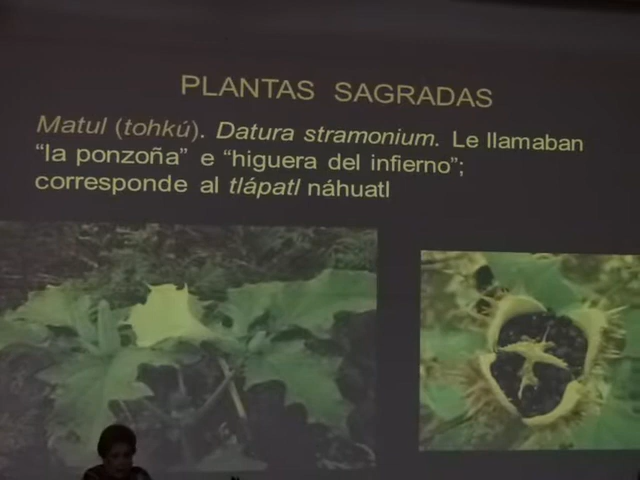 PLANTAS SAGRADAS
Matul (tohkú). Datura stramonium. Le llamaban
“la ponzoña” e “higuera del infierno”;
corresponde al tlápatl náhuatl